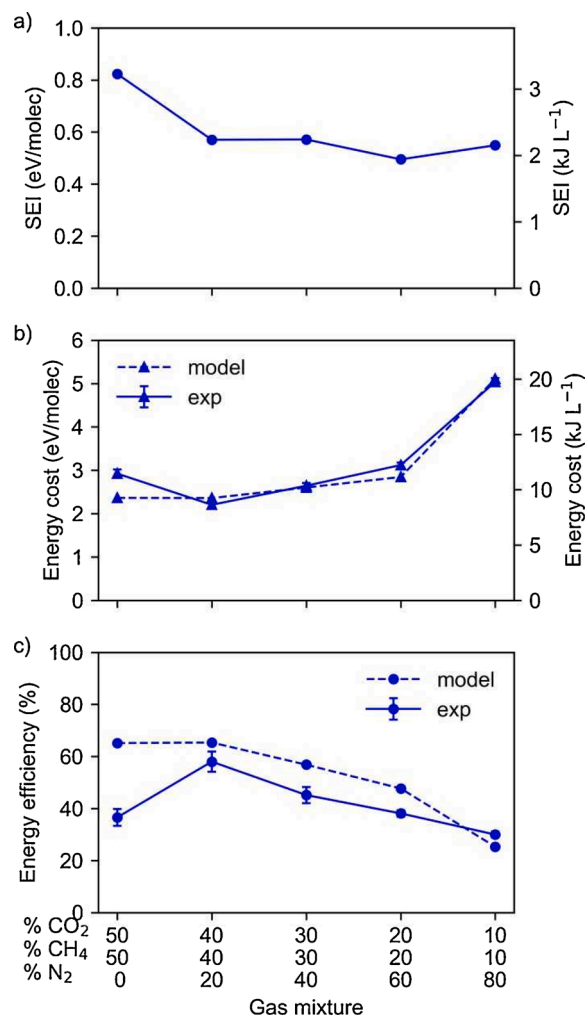 a)
1.0
0.8
0.6
0.4
0.2
0.0
SEI (eV/molec)
3
2
1
0
SEI (kJ L⁻¹)
b)
6
5
4
3
2
1
0
Energy cost (eV/molec)
model
exp
20
15
10
5
0
Energy cost (kJ L⁻¹)
c)
100
80
60
40
20
0
Energy efficiency (%)
model
exp
% CO₂ 50 40 30 20 10
% CH₄ 50 40 30 20 10
% N₂ 0 20 40 60 80
Gas mixture